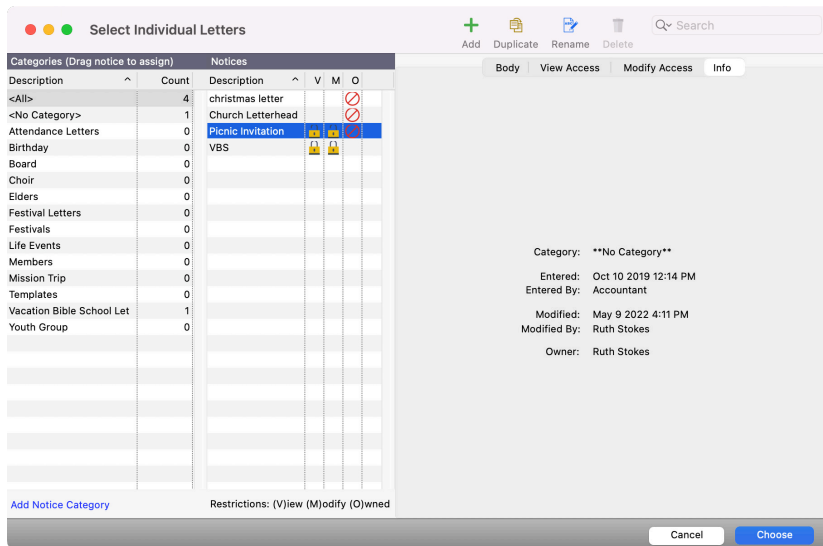 Select Individual Letters
Add Duplicate Rename Delete
Search
Categories (Drag notice to assign) Notices
Body View Access Modify Access Info
Description Count Description V M O
<All> 4 christmas letter
<No Category> 1 Church Letterhead
Attendance Letters 0 Picnic Invitation
Birthday 0 VBS
Board 0
Choir 0
Elders 0
Festival Letters 0
Festivals 0
Life Events 0
Members 0
Mission Trip 0
Templates 0
Vacation Bible School Let 1
Youth Group 0
Category: **No Category**
Entered: Oct 10 2019 12:14 PM
Entered By: Accountant
Modified: May 9 2022 4:11 PM
Modified By: Ruth Stokes
Owner: Ruth Stokes
Add Notice Category Restrictions: (V)iew (M)odify (O)wned
Cancel Choose